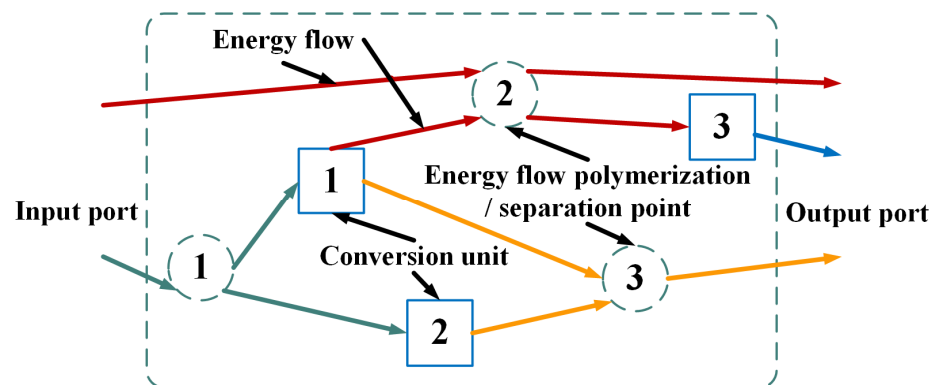 Energy flow
2
3
1
Energy flow polymerization
/ separation point
Input port
Output port
Conversion unit
1
3
2